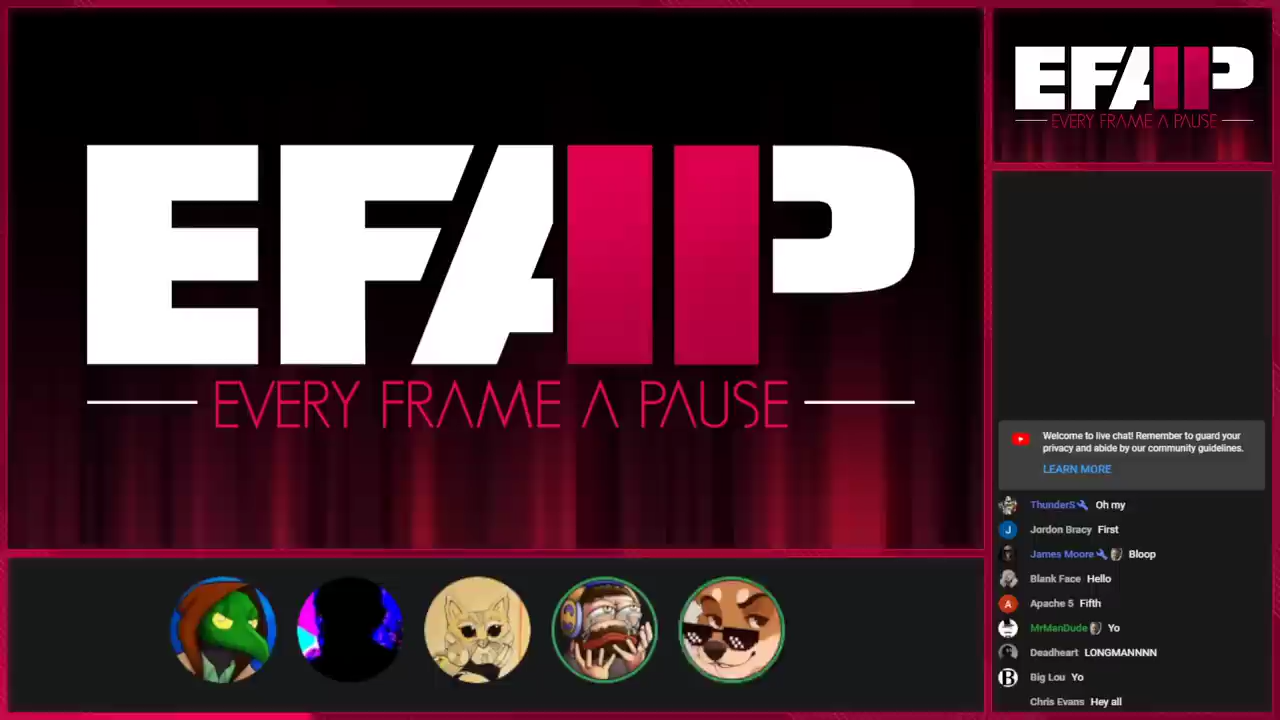 EFAP
EVERY FRAME A PAUSE
EFAP
EVERY FRAME A PAUSE
Welcome to live chat! Remember to guard your
privacy and abide by our community guidelines.
LEARN MORE
ThunderS Oh my
J Jordon Bracy First
James Moore Bloop
Blank Face Hello
A Apache 5 Fifth
MrManDude Yo
Deadheart LONGMANNNN
B Big Lou Yo
Chris Evans Hey all